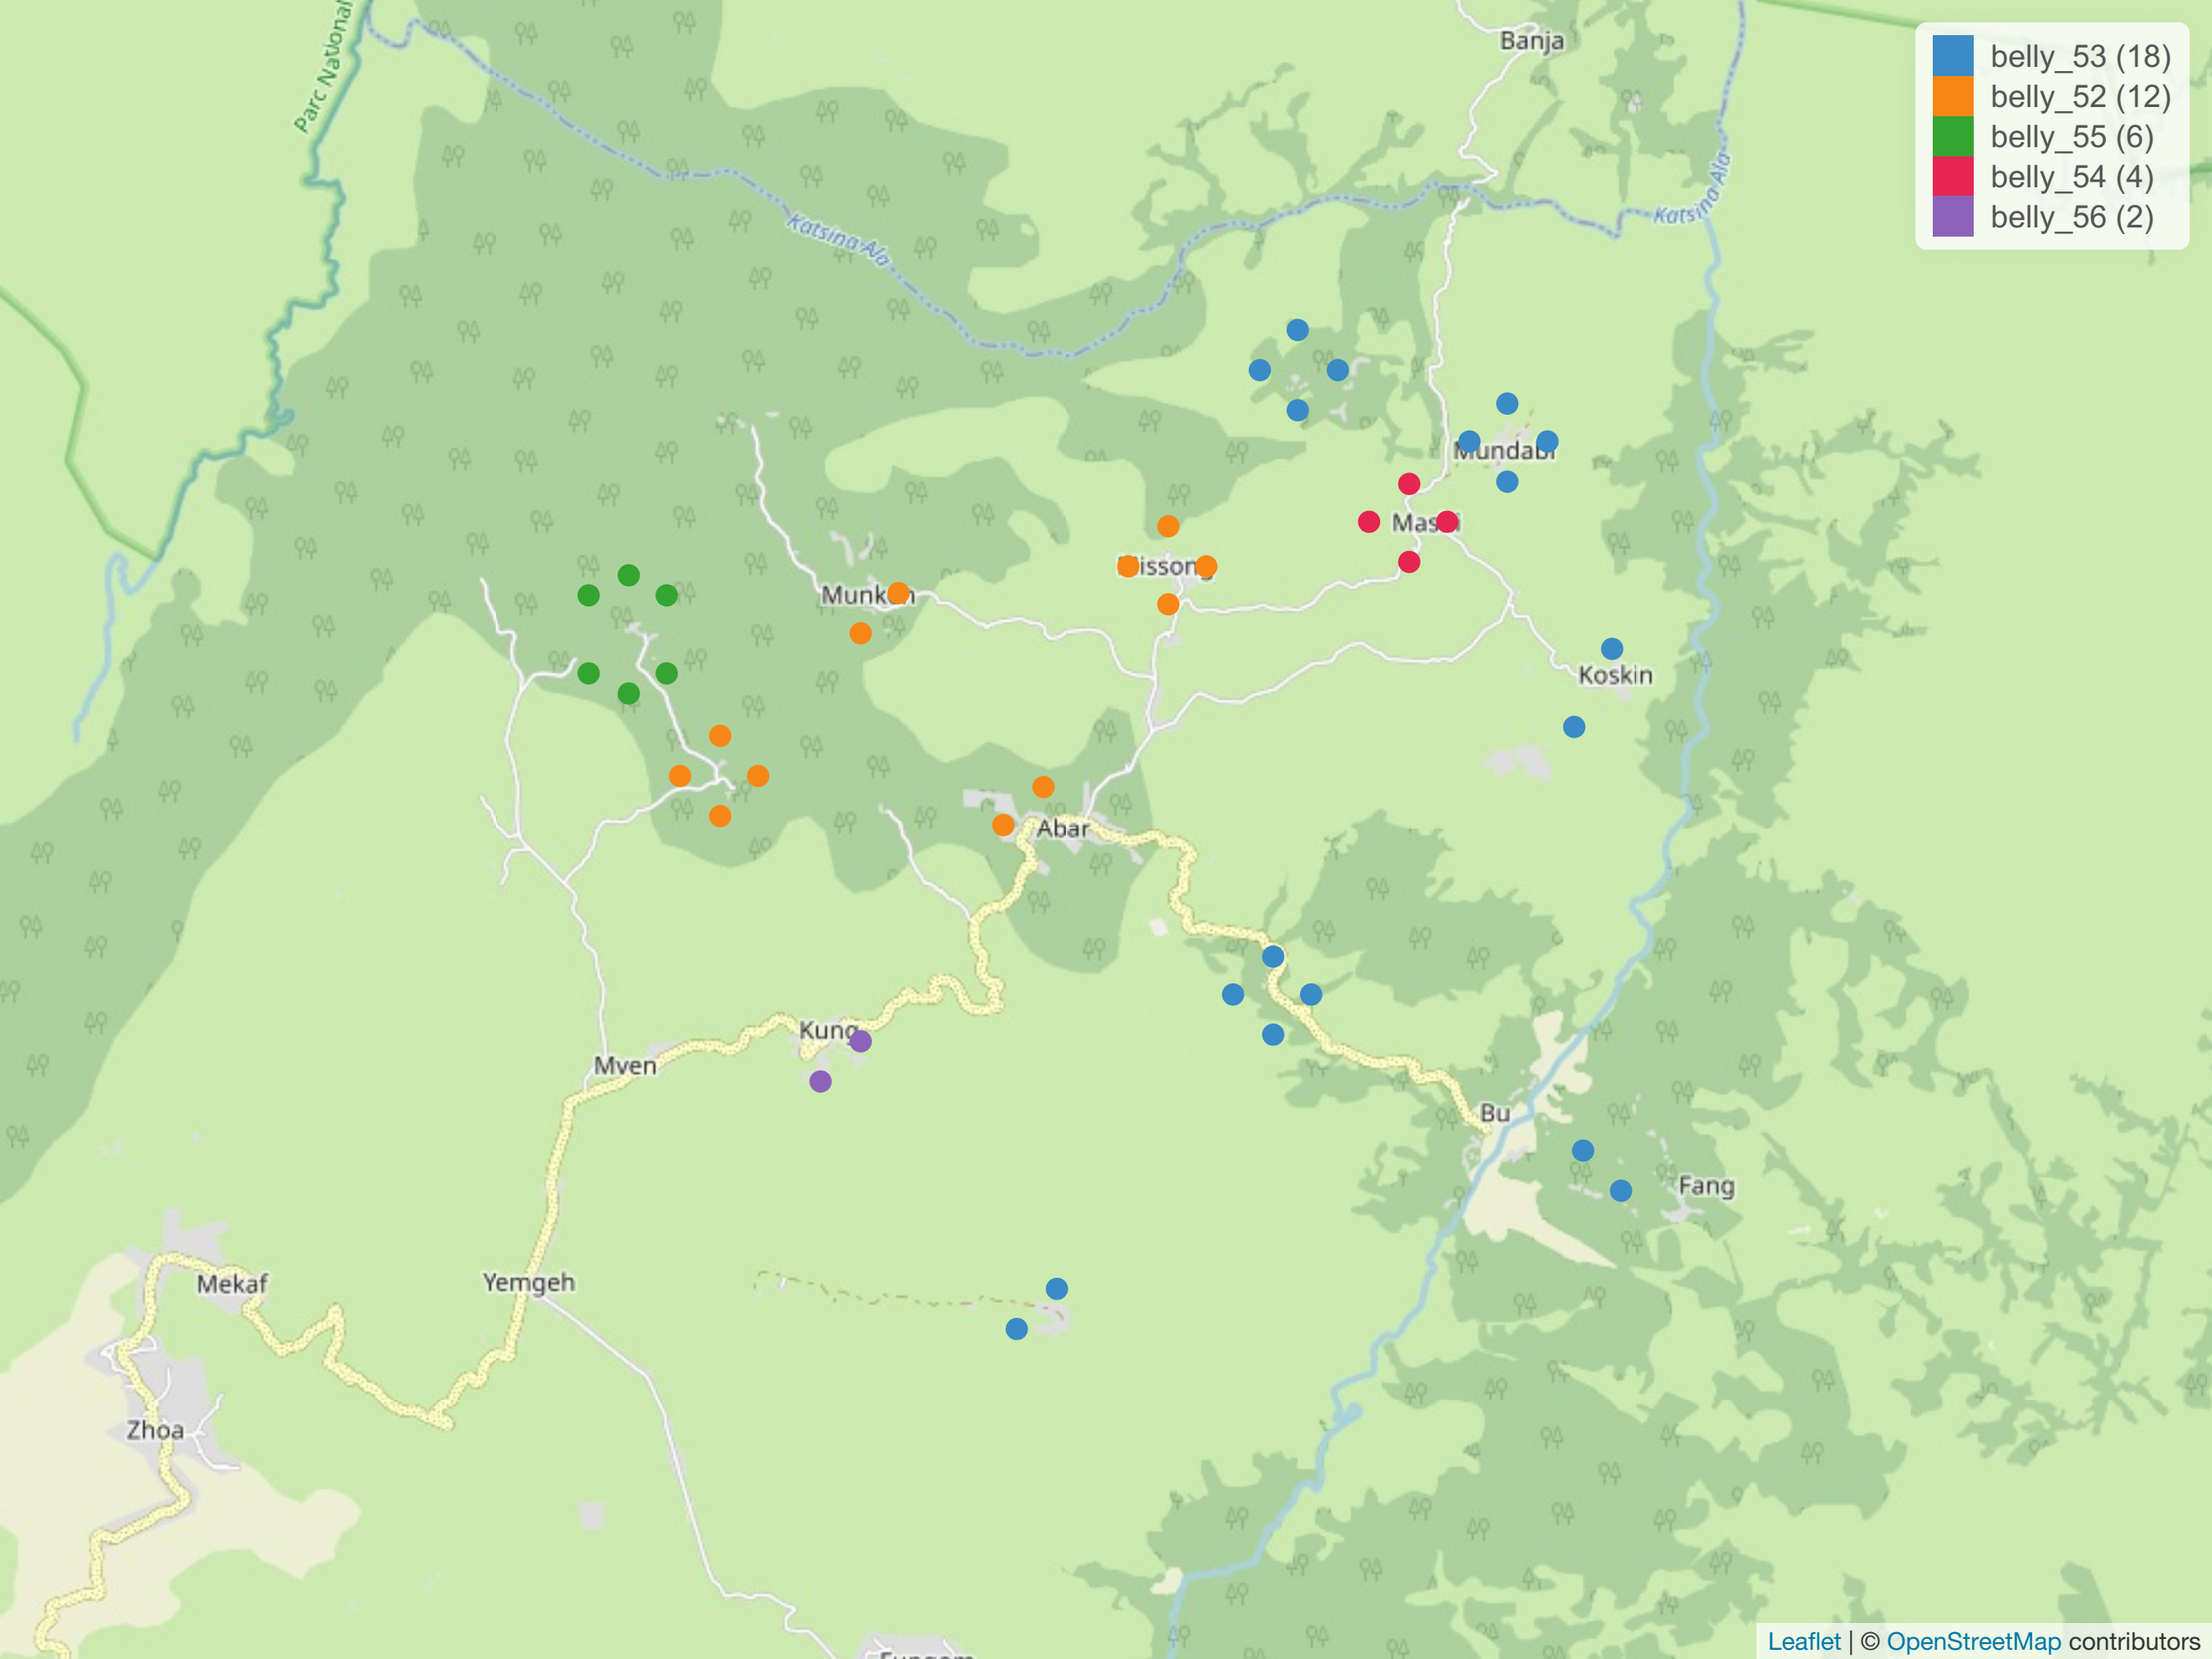 Parc National
Banja
belly_53 (18)
belly_52 (12)
belly_55 (6)
belly_54 (4)
belly_56 (2)
Katsina Ala
Katsina-Ala
Mundabi
Koskin
Abar
Kung
Mven
Bu
Fang
Mekaf
Yemgeh
Zhoa
Fungom
Leaflet | © OpenStreetMap contributors